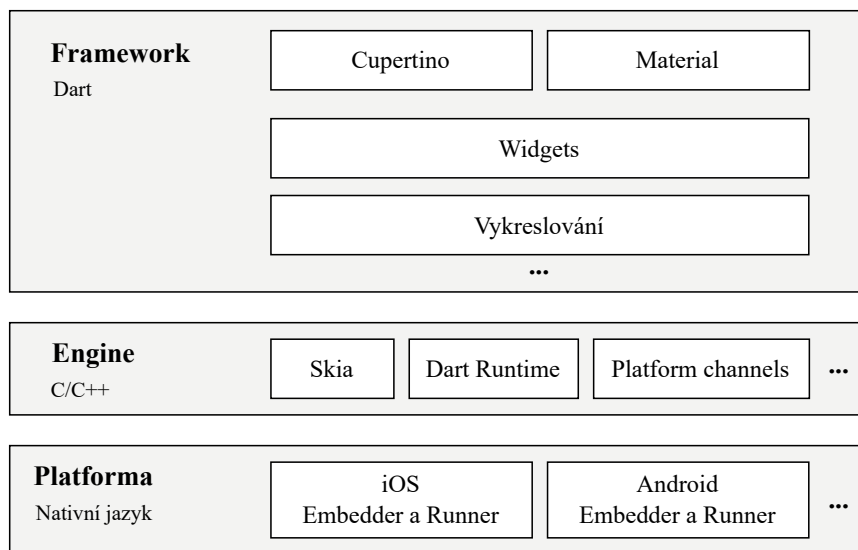 Framework
Dart
Cupertino
Material
Widgets
Vykreslování
...
Engine
C/C++
Skia
Dart Runtime
Platform channels
...
Platforma
Nativní jazyk
iOS
Embedder a Runner
Android
Embedder a Runner
...